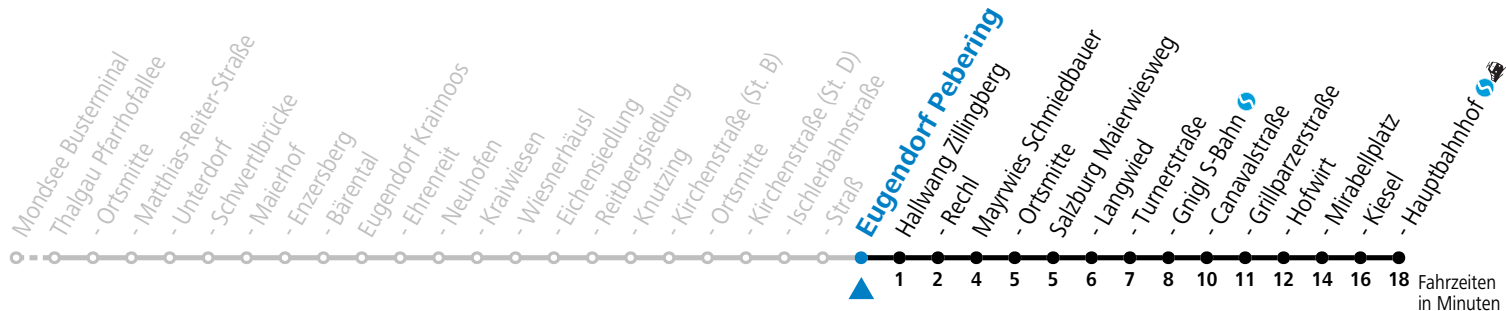 Mondsee Busterminal
Thalgau Pfarrhofallee
- Ortsmitte
- Matthias-Reiter-Straße
- Unterdorf
- Schwertlbrücke
- Maierhof
- Enzersberg
- Bärental
Eugendorf Kraimoos
- Ehrenreit
- Neuhofen
- Kraiwiesen
- Wiesnerhäusl
- Eichensiedlung
- Reitbergsiedlung
- Knutzing
- Kirchenstraße (St. B)
- Ortsmitte
- Kirchenstraße (St. D)
- Ischlerbahnstraße
- Straß
Eugendorf Pebering
Hallwang Zillingberg
- Rechl
Mayrwies Schmiedbauer
- Ortsmitte
Salzburg Maierwiesweg
- Langwied
- Turnerstraße
- Gnigl S-Bahn
- Canavalstraße
- Grillparzerstraße
- Hofwirt
- Mirabellplatz
- Kiesel
- Hauptbahnhof
1 2 4 5 5 6 7 8 10 11 12 14 16 18
Fahrzeiten
in Minuten